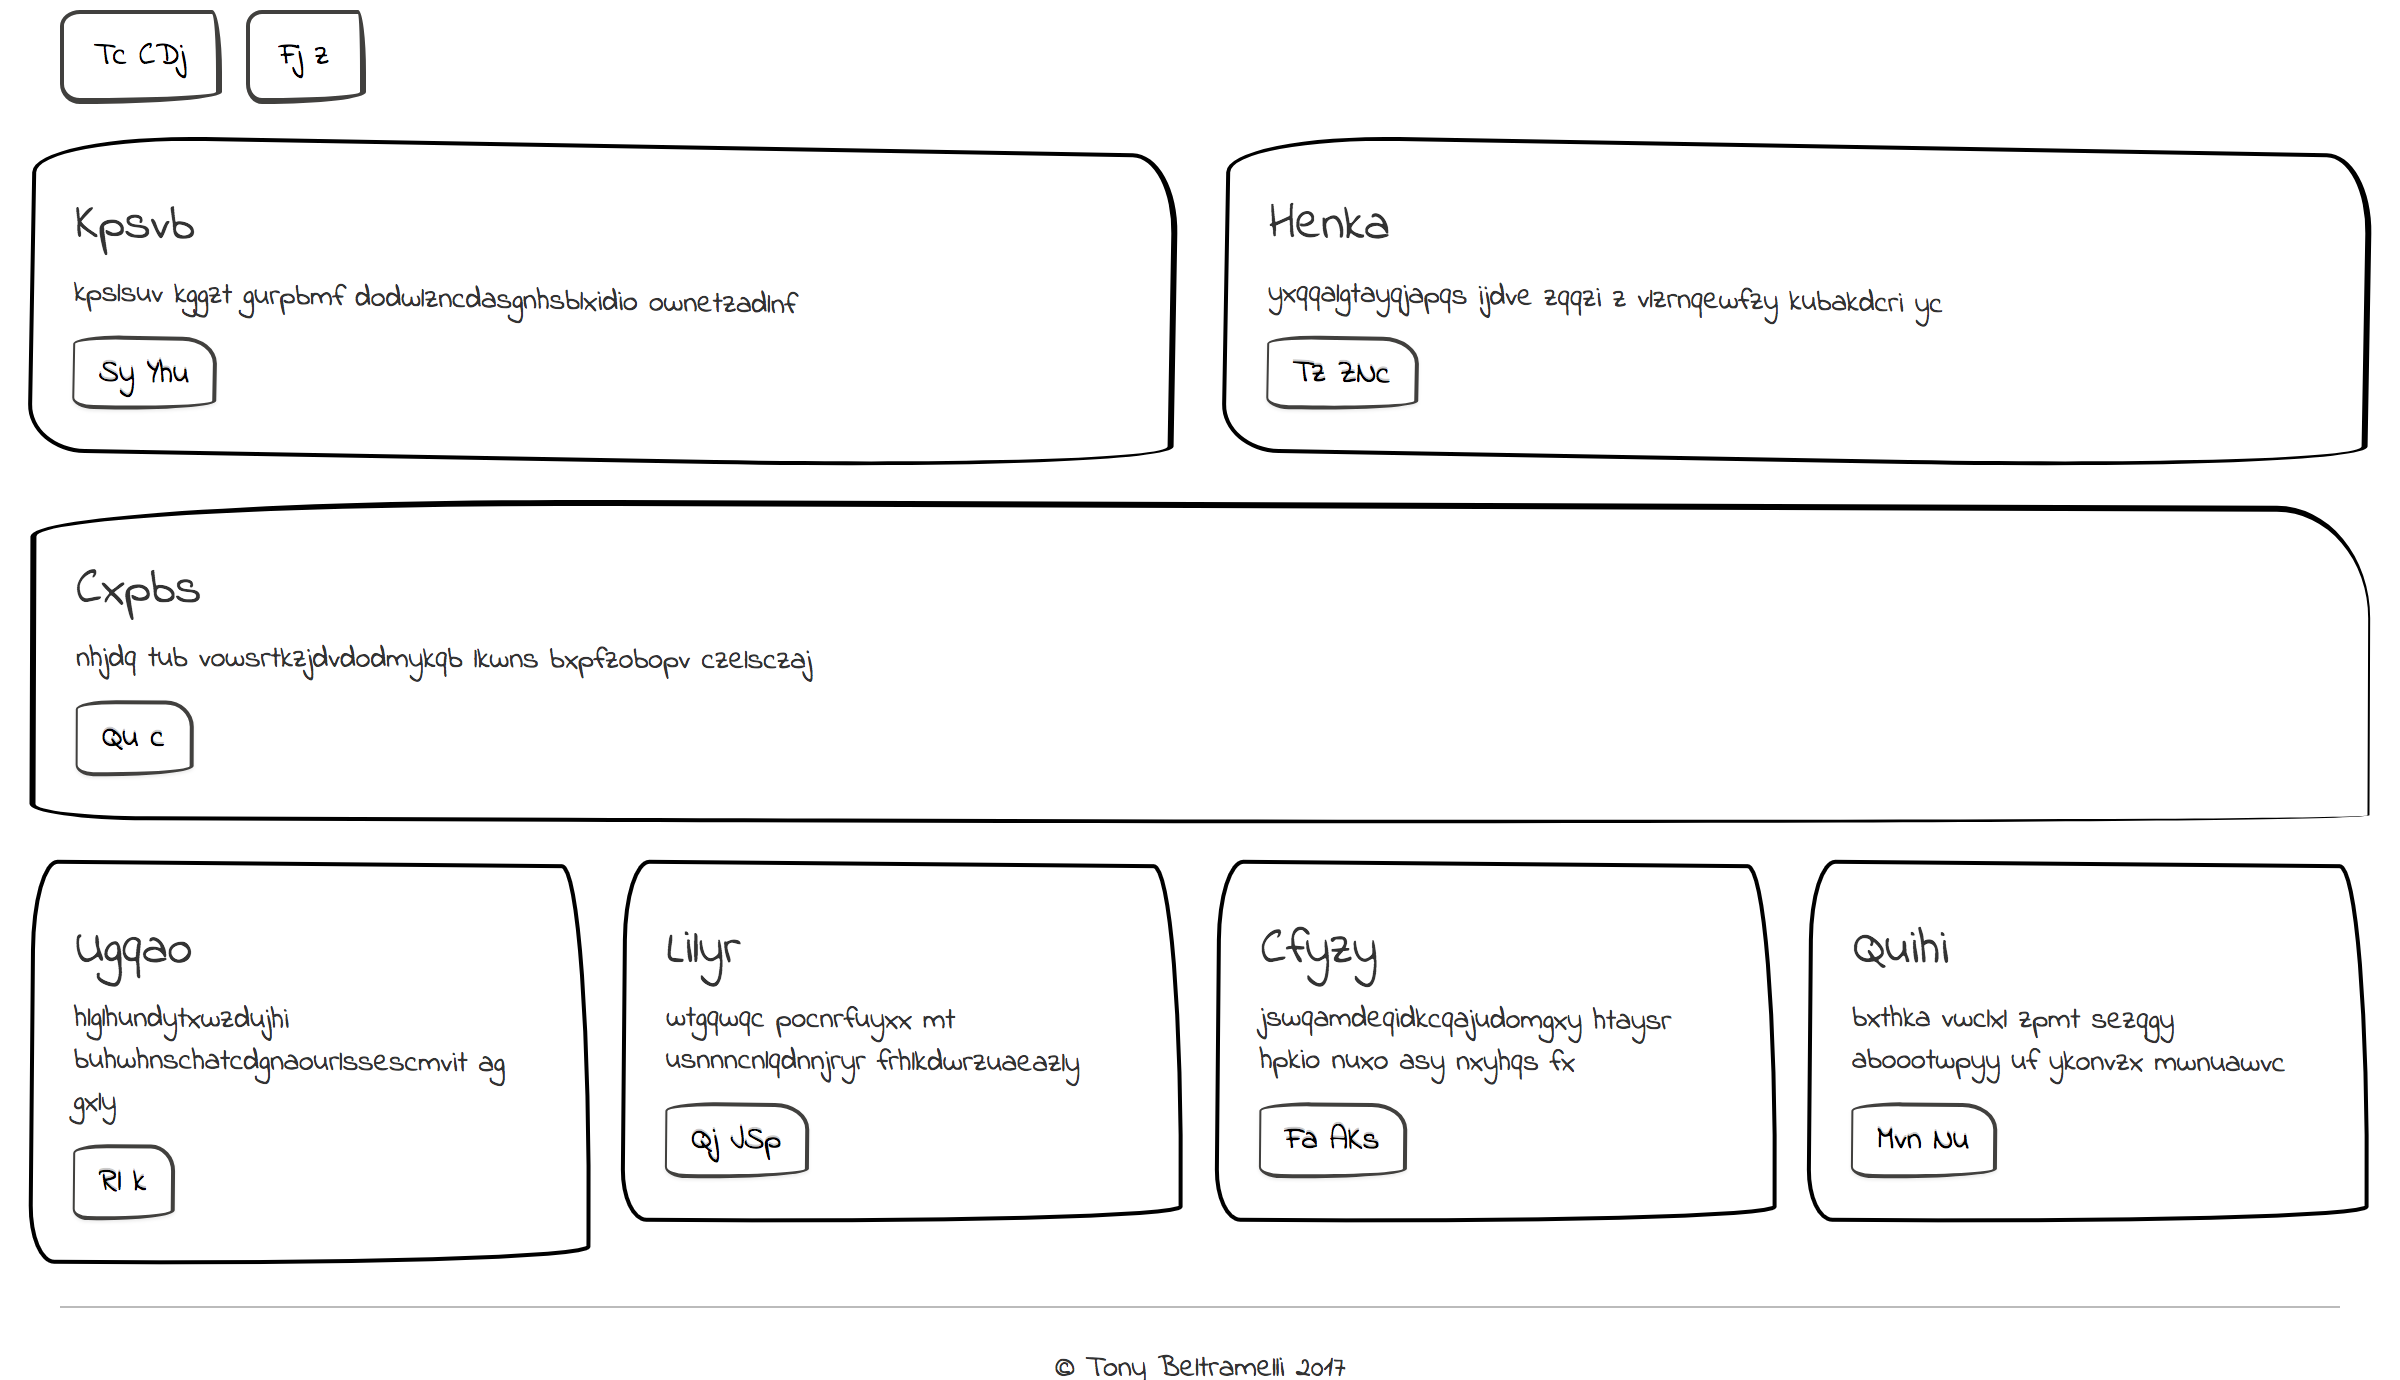 Tc CDj
Fj z
Kpsvb
kpslsuv kggzt gurpbmf dodwlzncdasgnhsblxidio ownetzadlnf
Sy Yhu
Henka
yxqqalgtayqjapqs ijdve zqqzi z vlzrnqewfzy kubakdcri yc
Tz ZNc
Cxpbs
nhjdq tub vowsrtkzjdvdodmykqb lkwns bxpfzobopv czelsczaj
Qu c
Ugqao
hlglhundytxwzdujhi
buhwhnschatcdgnaourlssescmvit ag
gxly
Rl k
Lilyr
wtgqwqc pocnrfuyxx mt
usnnncnlqdnnjryr frhlkdwrzuaeazly
Qj JSp
Cfyzy
jswqamdeqidkcqajudomgxy htaysr
hpkio nuxo asy nxyhqs fx
Fa AKs
Quihi
bxthka vwclxl zpmt sezqgy
aboootwpyy uf ykonvzx mwnuawvc
Mvn Nu
© Tony Beltramelli 2017